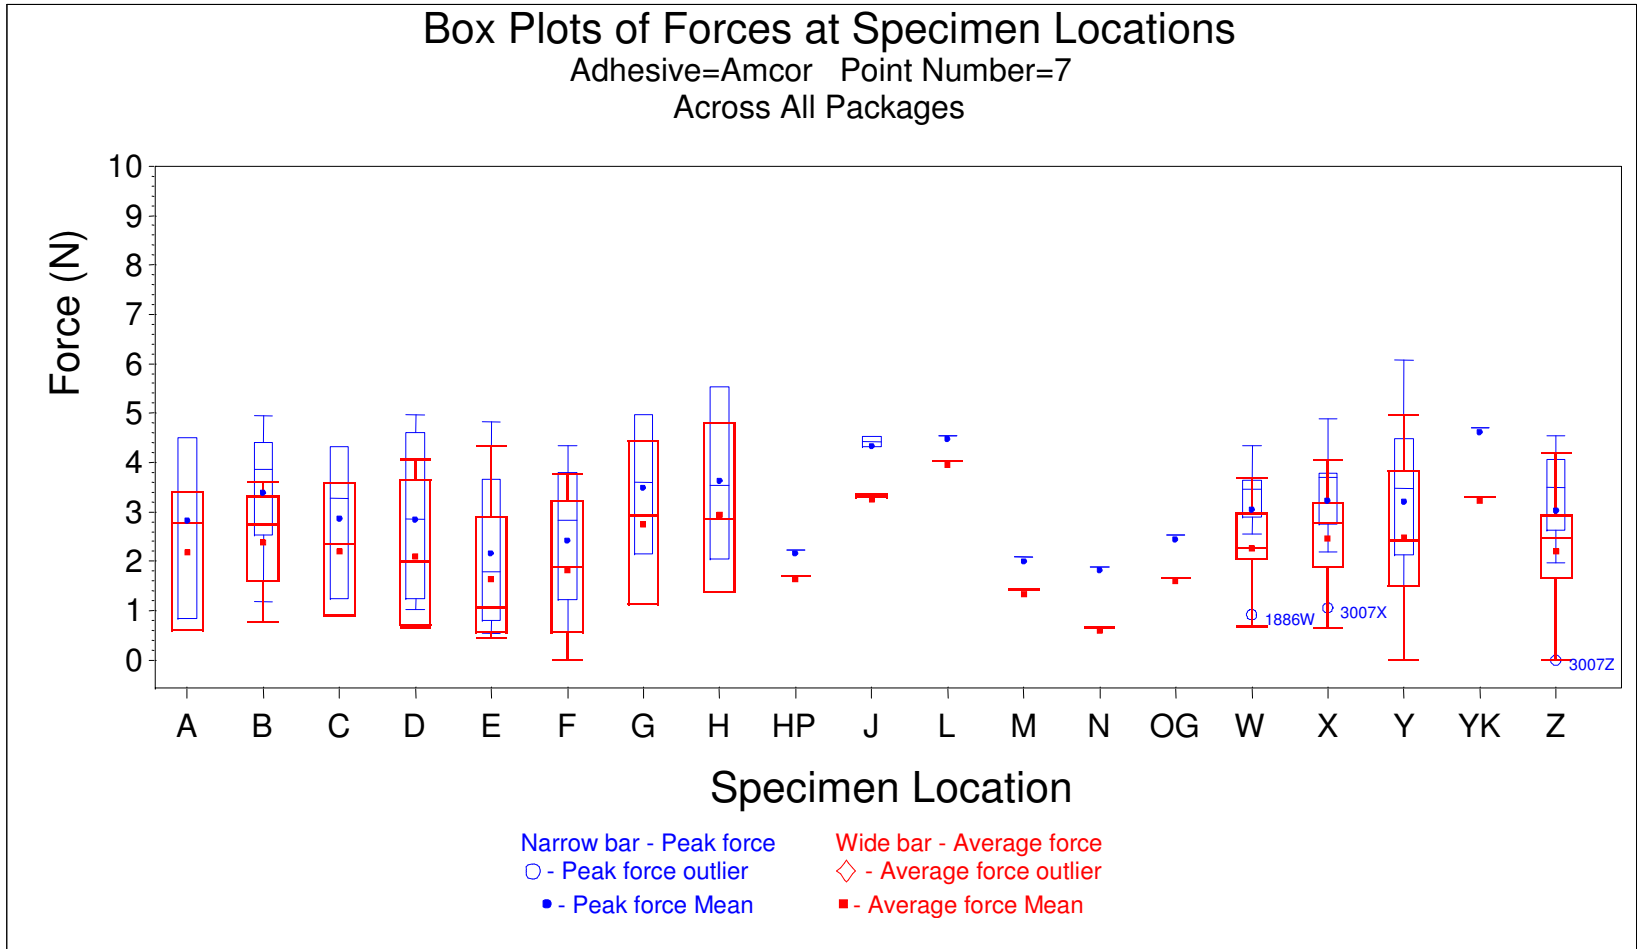 Box Plots of Forces at Specimen Locations
Adhesive=Amcor Point Number=7
Across All Packages
Force (N)
10
9
8
7
6
5
4
3
2
1
0
1886W
3007X
3007Z
A B C D E F G H HP J L M N OG W X Y YK Z
Specimen Location
Narrow bar - Peak force Wide bar - Average force
- Peak force outlier - Average force outlier
- Peak force Mean - Average force Mean